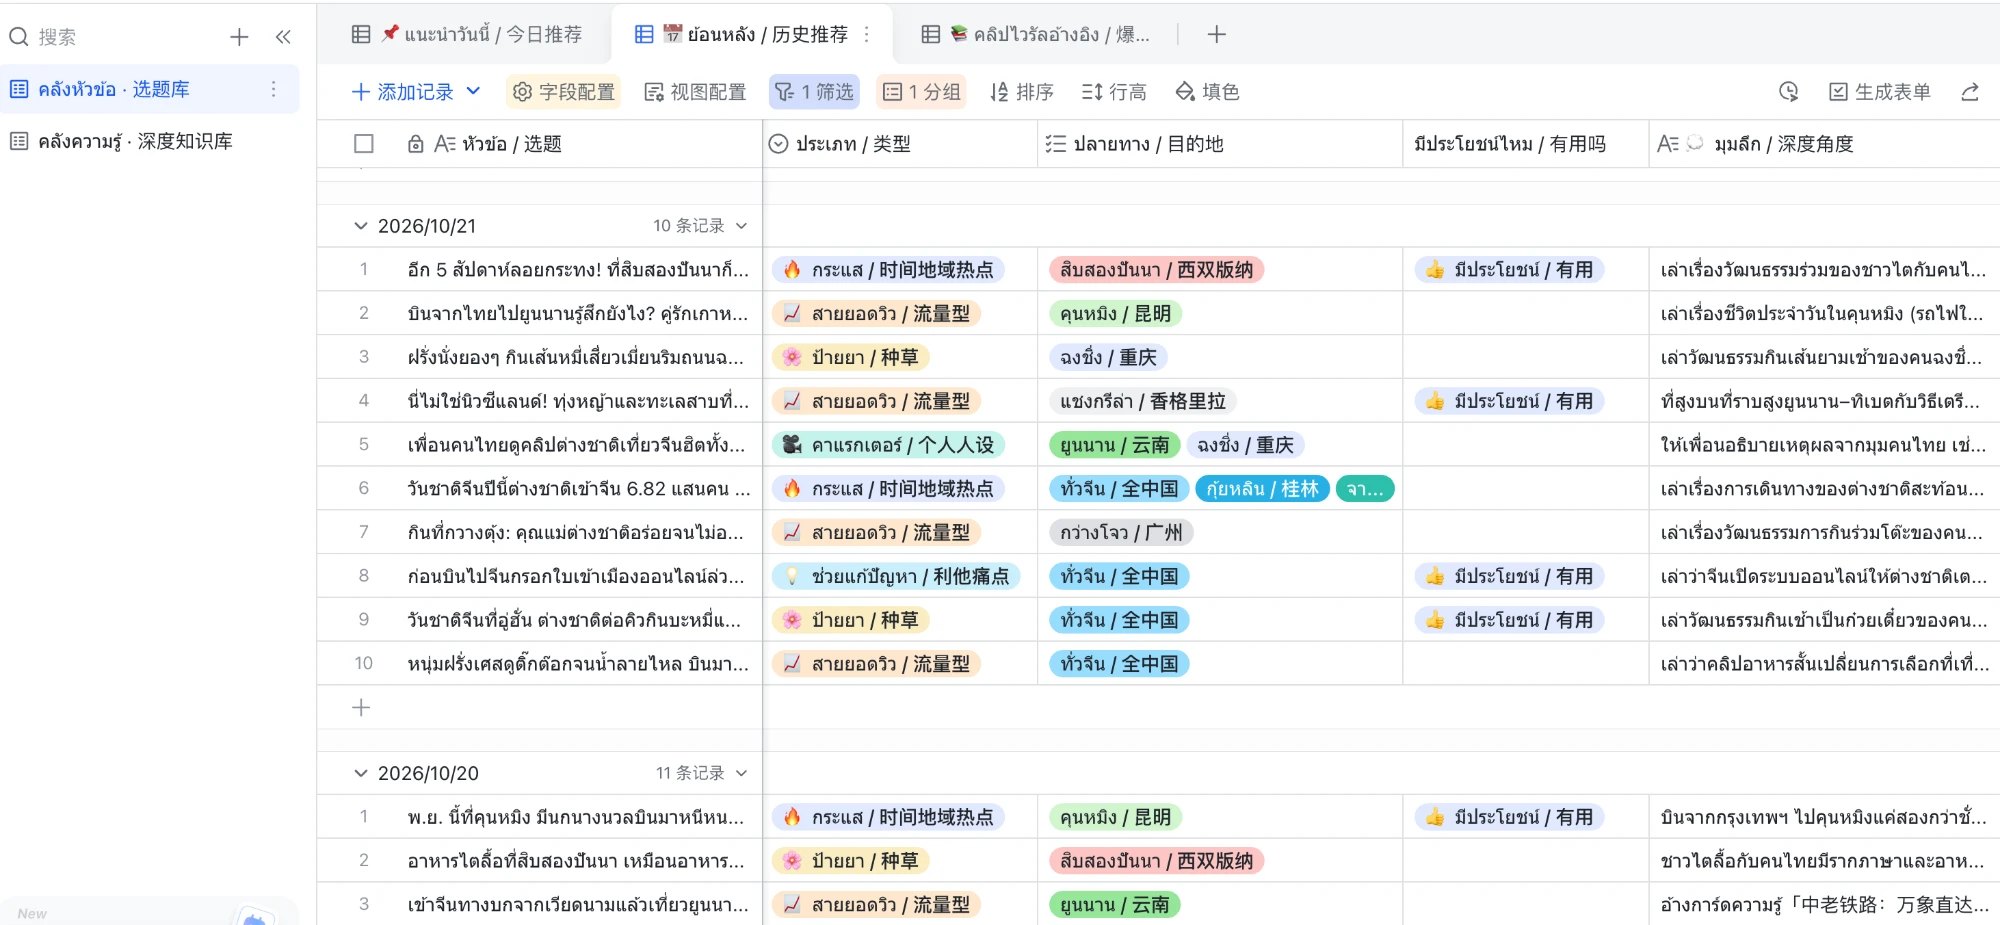 搜索
คลังหัวข้อ · 选题库
คลังความรู้ · 深度知识库
New
📌 แนะนำวันนี้ / 今日推荐
📅 ย้อนหลัง / 历史推荐
📚 คลิปไวรัลอ้างอิง / 爆...
添加记录
字段配置
视图配置
1 筛选
1 分组
排序
行高
填色
生成表单
หัวข้อ / 选题
ประเภท / 类型
ปลายทาง / 目的地
มีประโยชน์ไหม / 有用吗
มุมลึก / 深度角度
2026/10/21 10 条记录
1 อีก 5 สัปดาห์ลอยกระทง! ที่สิบสองปันนาก็... 🔥 กระแส / 时间地域热点 สิบสองปันนา / 西双版纳 👍 มีประโยชน์ / 有用 เล่าเรื่องวัฒนธรรมร่วมของชาวไตกับคนไ...
2 บินจากไทยไปยูนนานรู้สึกยังไง? คู่รักเกาห... 📈 สายยอดวิว / 流量型 คุนหมิง / 昆明 เล่าเรื่องชีวิตประจำวันในคุนหมิง (รถไฟใ...
3 ฝรั่งนั่งยองๆ กินเส้นหมี่เสี่ยวเมี่ยนริมถนนฉ... 🌸 ป้ายยา / 种草 ฉงชิ่ง / 重庆 เล่าวัฒนธรรมกินเส้นยามเช้าของคนฉงชิ่...
4 นี่ไม่ใช่นิวซีแลนด์! ทุ่งหญ้าและทะเลสาบที่... 📈 สายยอดวิว / 流量型 แชงกรีล่า / 香格里拉 👍 มีประโยชน์ / 有用 ที่สูงบนที่ราบสูงยูนนาน–ทิเบตกับวิธีเตรี...
5 เพื่อนคนไทยดูคลิปต่างชาติเที่ยวจีนฮิตทั้ง... 🎥 คาแรกเตอร์ / 个人人设 ยูนนาน / 云南 ฉงชิ่ง / 重庆 ให้เพื่อนอธิบายเหตุผลจากมุมคนไทย เช่...
6 วันชาติจีนปีนี้ต่างชาติเข้าจีน 6.82 แสนคน ... 🔥 กระแส / 时间地域热点 ทั่วจีน / 全中国 กุ้ยหลิน / 桂林 จา... เล่าเรื่องการเดินทางของต่างชาติสะท้อน...
7 กินที่กวางตุ้ง: คุณแม่ต่างชาติอร่อยจนไม่อ... 📈 สายยอดวิว / 流量型 กว่างโจว / 广州 เล่าเรื่องวัฒนธรรมการกินร่วมโต๊ะของคน...
8 ก่อนบินไปจีนกรอกใบเข้าเมืองออนไลน์ล่ว... 💡 ช่วยแก้ปัญหา / 利他痛点 ทั่วจีน / 全中国 👍 มีประโยชน์ / 有用 เล่าว่าจีนเปิดระบบออนไลน์ให้ต่างชาติเต...
9 วันชาติจีนที่อู่ฮั่น ต่างชาติต่อคิวกินบะหมี่แ... 🌸 ป้ายยา / 种草 ทั่วจีน / 全中国 👍 มีประโยชน์ / 有用 เล่าวัฒนธรรมกินเช้าเป็นก๋วยเตี๋ยวของคน...
10 หนุ่มฝรั่งเศสดูติ๊กต๊อกจนน้ำลายไหล บินมา... 📈 สายยอดวิว / 流量型 ทั่วจีน / 全中国 เล่าว่าคลิปอาหารสั้นเปลี่ยนการเลือกที่เที่...
2026/10/20 11 条记录
1 พ.ย. นี้ที่คุนหมิง มีนกนางนวลบินมาหนีหน... 🔥 กระแส / 时间地域热点 คุนหมิง / 昆明 👍 มีประโยชน์ / 有用 บินจากกรุงเทพฯ ไปคุนหมิงแค่สองกว่าชั่...
2 อาหารไตลื้อที่สิบสองปันนา เหมือนอาหาร... 🌸 ป้ายยา / 种草 สิบสองปันนา / 西双版纳 ชาวไตลื้อกับคนไทยมีรากภาษาและอาห...
3 เข้าจีนทางบกจากเวียดนามแล้วเที่ยวยูนนา... 📈 สายยอดวิว / 流量型 ยูนนาน / 云南 อ้างการ์ดความรู้「中老铁路：万象直达...